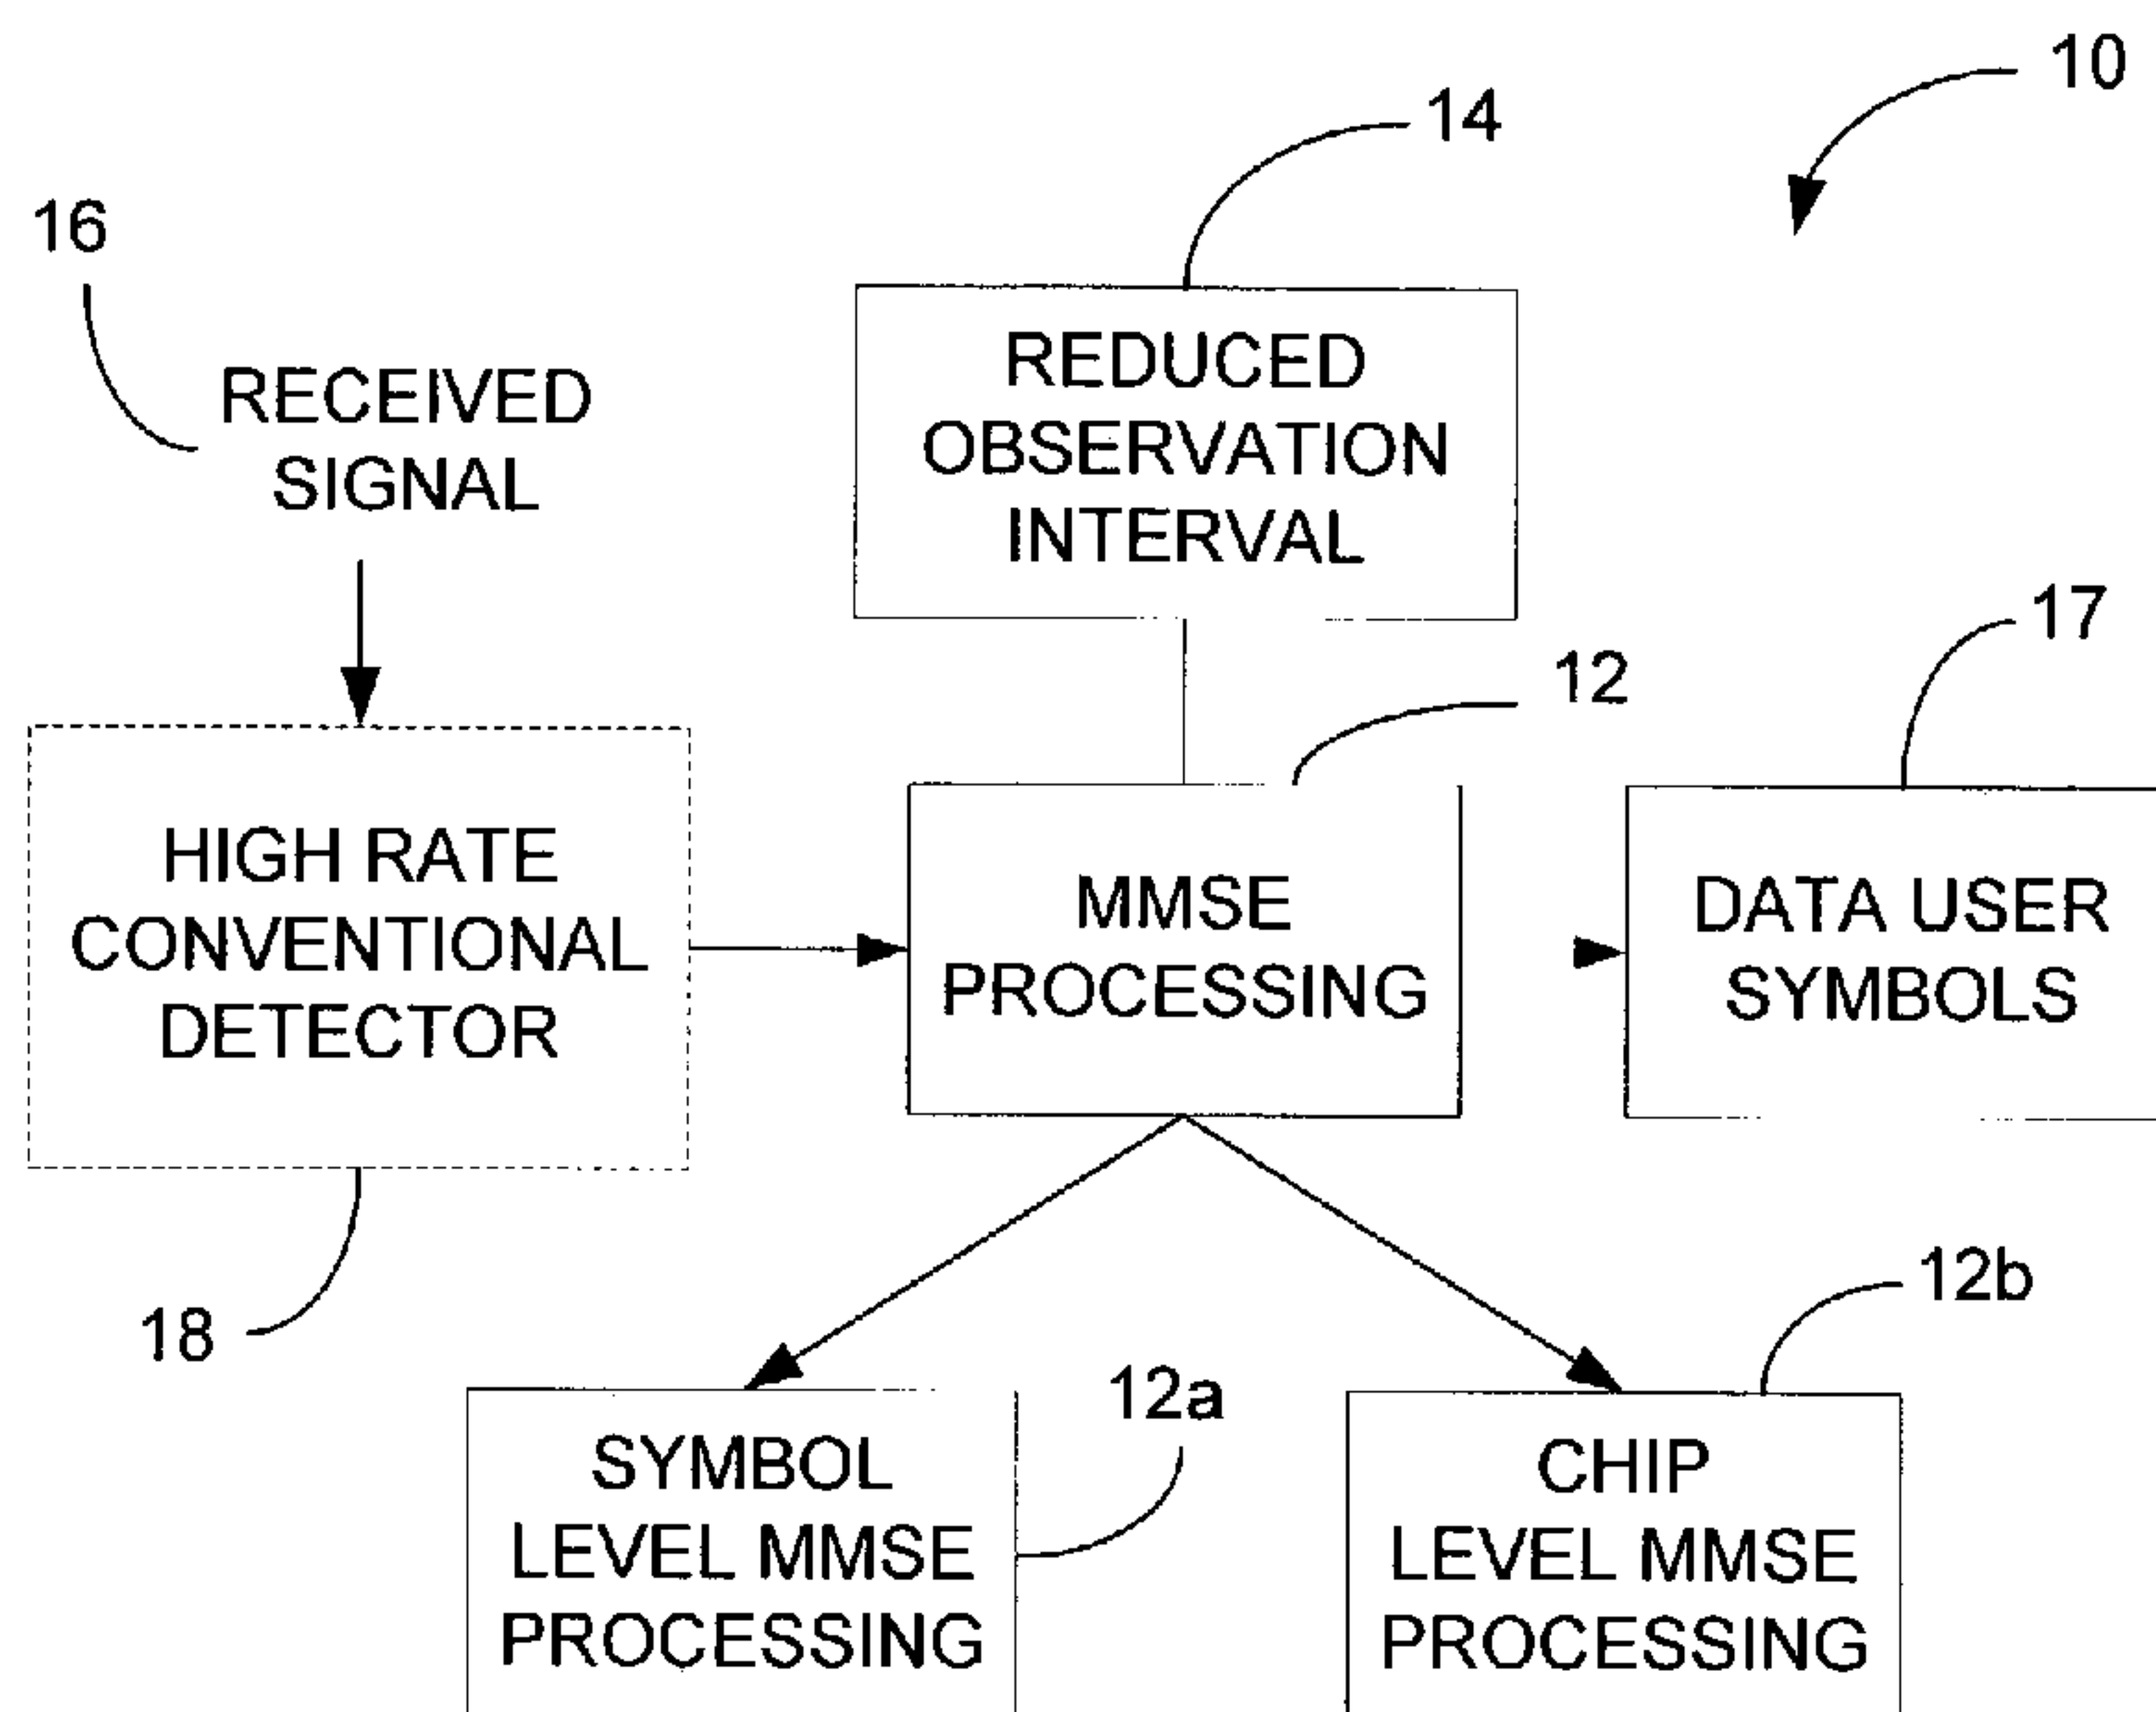 10
14
16
REDUCED
OBSERVATION
INTERVAL
RECEIVED
SIGNAL
17
12
HIGH RATE
CONVENTIONAL
DETECTOR
MMSE
PROCESSING
DATA USER
SYMBOLS
18
12b
12a
SYMBOL
LEVEL MMSE
PROCESSING
CHIP
LEVEL MMSE
PROCESSING